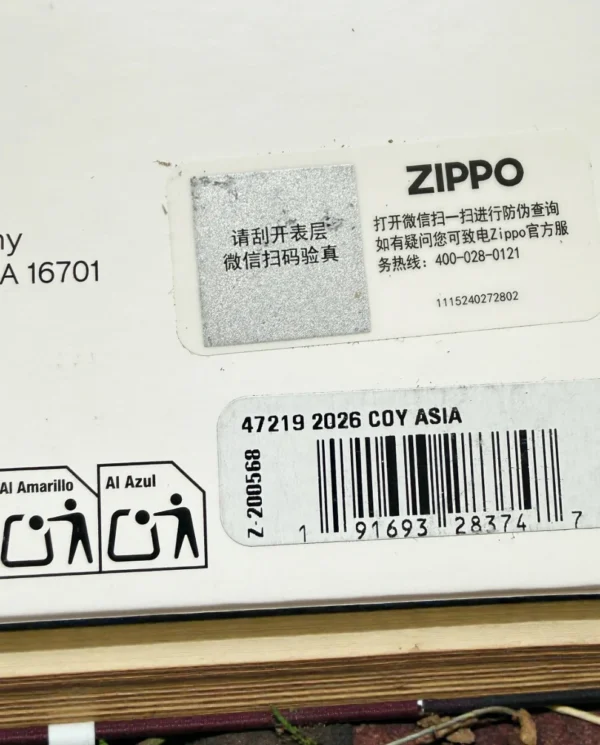 ZIPPO
请刮开表层
微信扫码验真
打开微信扫一扫进行防伪查询
如有疑问您可致电Zippo官方服
务热线：400-028-0121
1115240272802
A 16701
47219 2026 COY ASIA
Z-200568
1 91693 28374 7
Al Amarillo
Al Azul